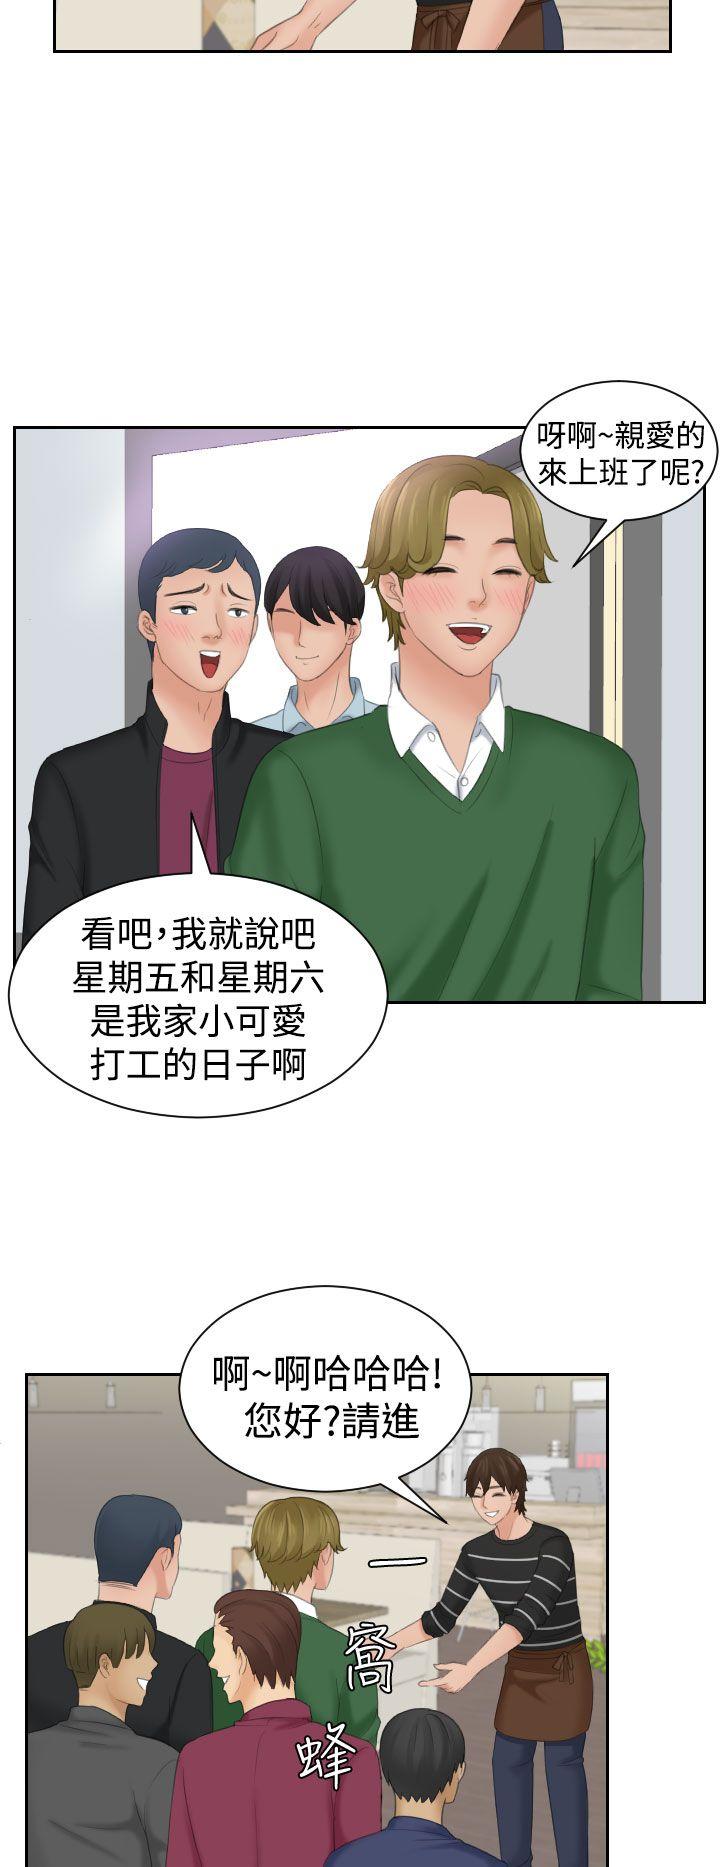 呀啊~親愛的
來上班了呢?
看吧,我就說吧
星期五和星期六
是我家小可愛
打工的日子啊
啊~啊哈哈哈!
您好?請進
一
窩
蜂